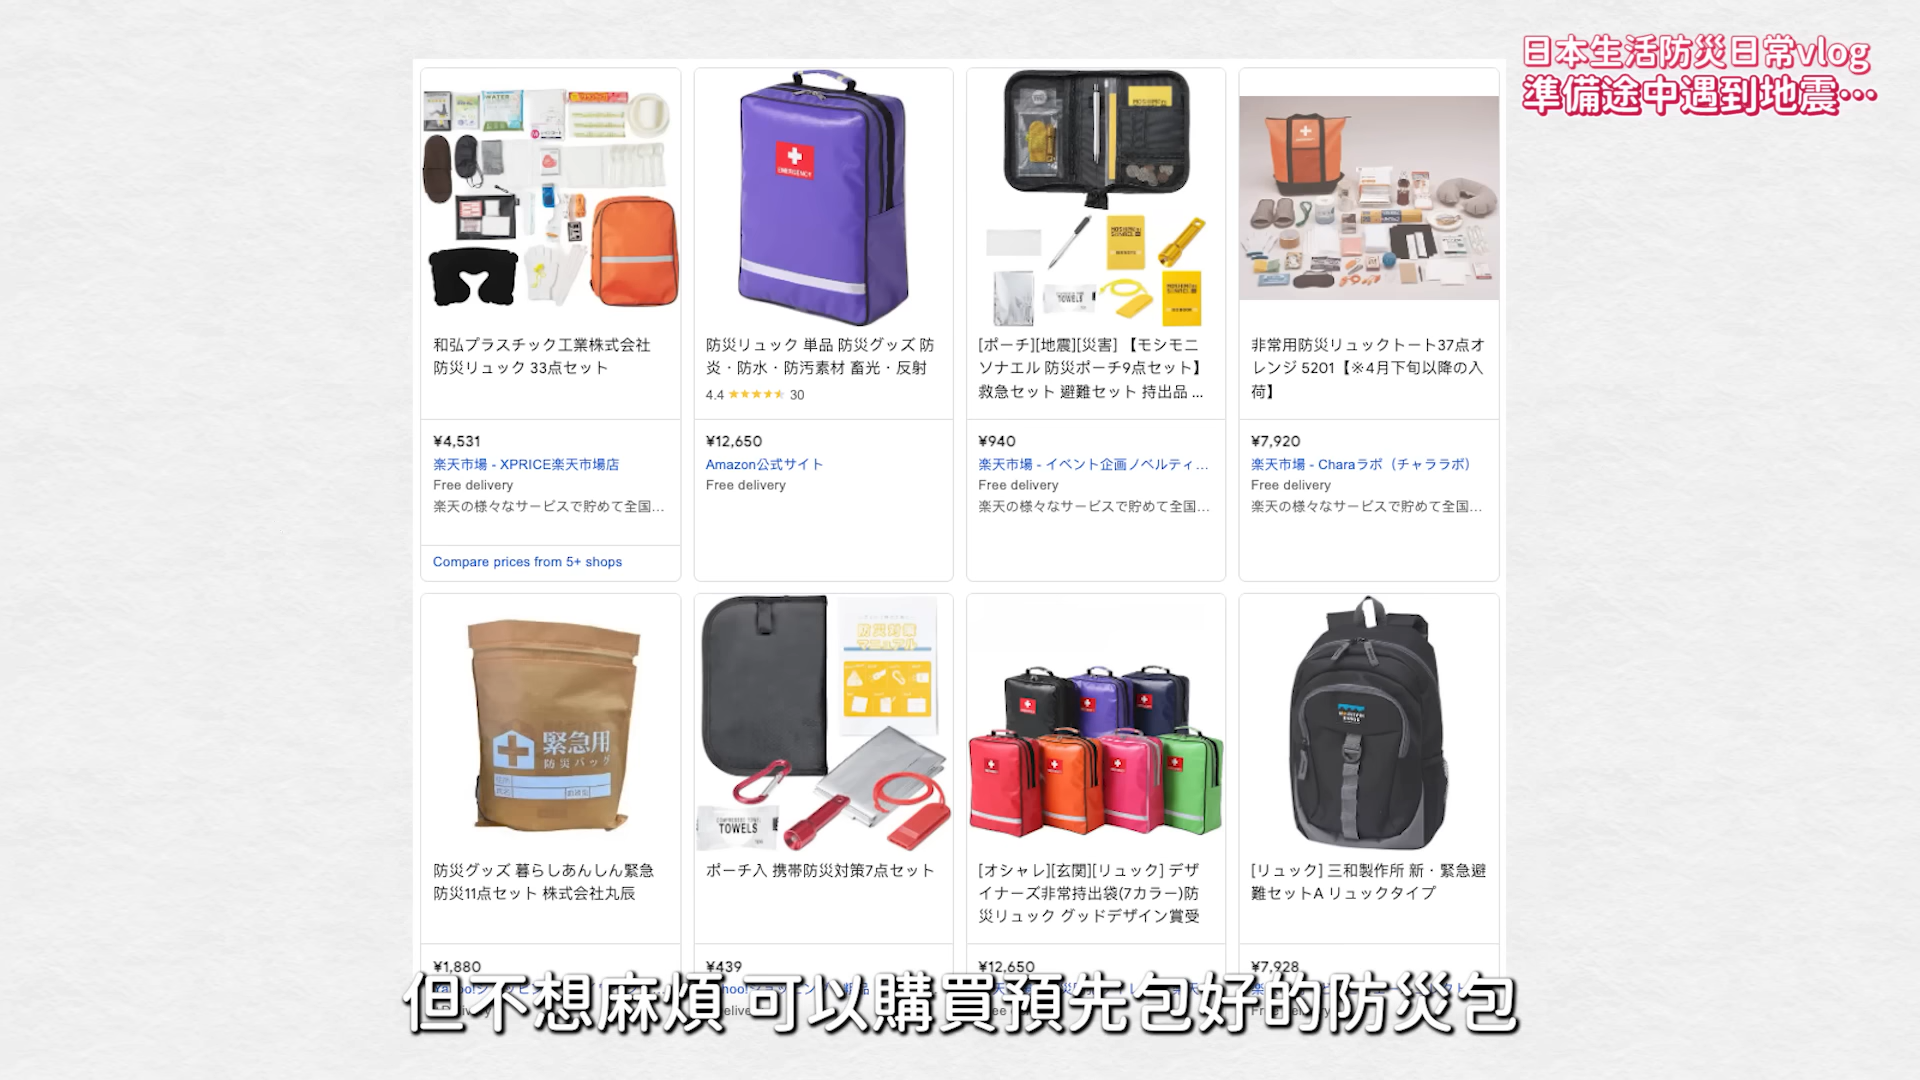 日本生活防災日常vlog
準備途中遇到地震…
WATER
EMERGENCY
TOWELS
和弘プラスチック工業株式会社
防災リュック 33点セット
防災リュック 単品 防災グッズ 防
炎・防水・防汚素材 蓄光・反射
4.4 30
[ポーチ][地震][災害] 【モシモニ
ソナエル 防災ポーチ9点セット】
救急セット 避難セット 持出品 ...
非常用防災リュックトート37点オ
レンジ 5201【※4月下旬以降の入
荷】
¥4,531
楽天市場 - XPRICE楽天市場店
Free delivery
楽天の様々なサービスで貯めて全国...
Compare prices from 5+ shops
¥12,650
Amazon公式サイト
Free delivery
¥940
楽天市場 - イベント企画ノベルティ...
Free delivery
楽天の様々なサービスで貯めて全国...
¥7,920
楽天市場 - Charaラボ（チャララボ）
Free delivery
楽天の様々なサービスで貯めて全国...
緊急用
防災バッグ
防災対策
マニュアル
COMPRESSED TOWEL
TOWELS
防災グッズ 暮らしあんしん緊急
防災11点セット 株式会社丸辰
ポーチ入 携帯防災対策7点セット
[オシャレ][玄関][リュック] デザ
イナーズ非常持出袋(7カラー)防
災リュック グッドデザイン賞受
[リュック] 三和製作所 新・緊急避
難セットA リュックタイプ
¥1,880
¥439
¥12,650
¥7,928
但不想麻煩 可以購買預先包好的防災包